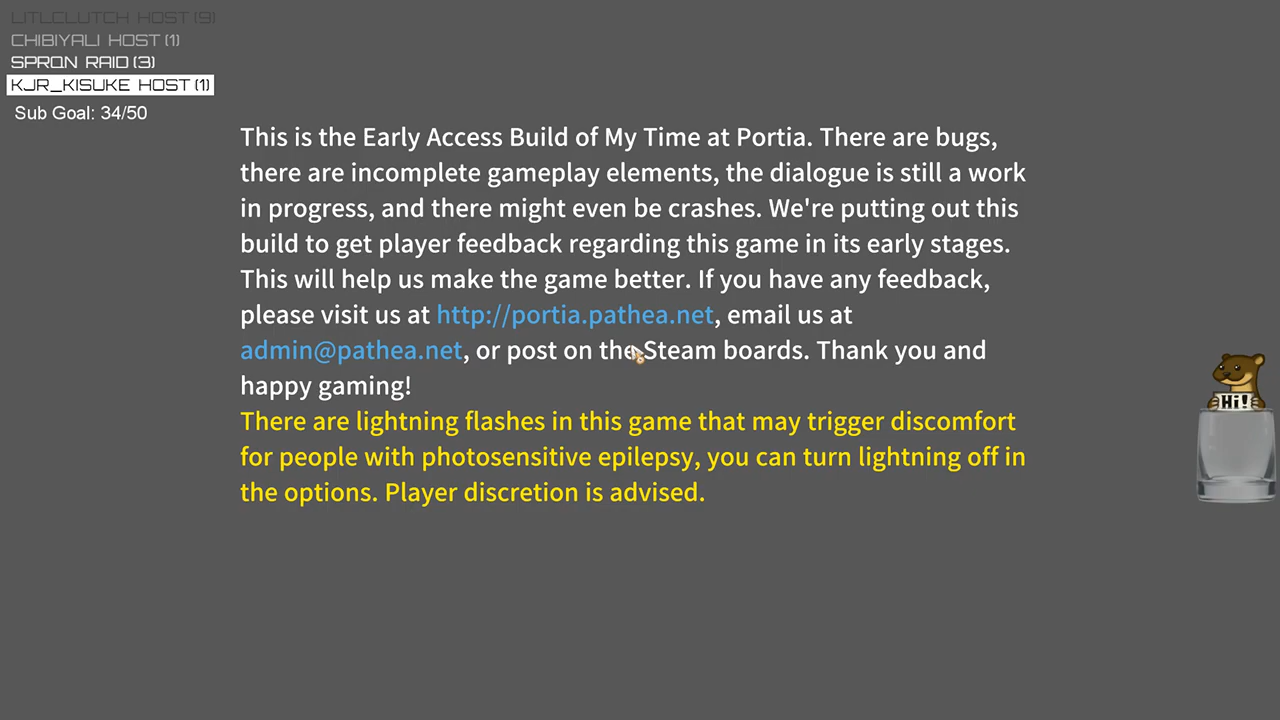 LITLCLUTCH HOST (9)
CHIBIYALI HOST (1)
SPRQN RAID (3)
KJR_KISUKE HOST (1)
Sub Goal: 34/50
This is the Early Access Build of My Time at Portia. There are bugs,
there are incomplete gameplay elements, the dialogue is still a work
in progress, and there might even be crashes. We're putting out this
build to get player feedback regarding this game in its early stages.
This will help us make the game better. If you have any feedback,
please visit us at http://portia.pathea.net, email us at
admin@pathea.net, or post on the Steam boards. Thank you and
happy gaming!
There are lightning flashes in this game that may trigger discomfort
for people with photosensitive epilepsy, you can turn lightning off in
the options. Player discretion is advised.
Hi!